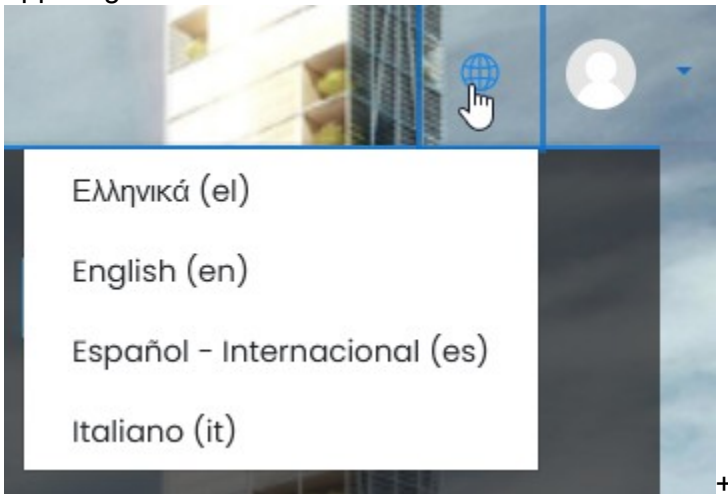 Ελληνικά (el)
English (en)
Español - Internacional (es)
Italiano (it)